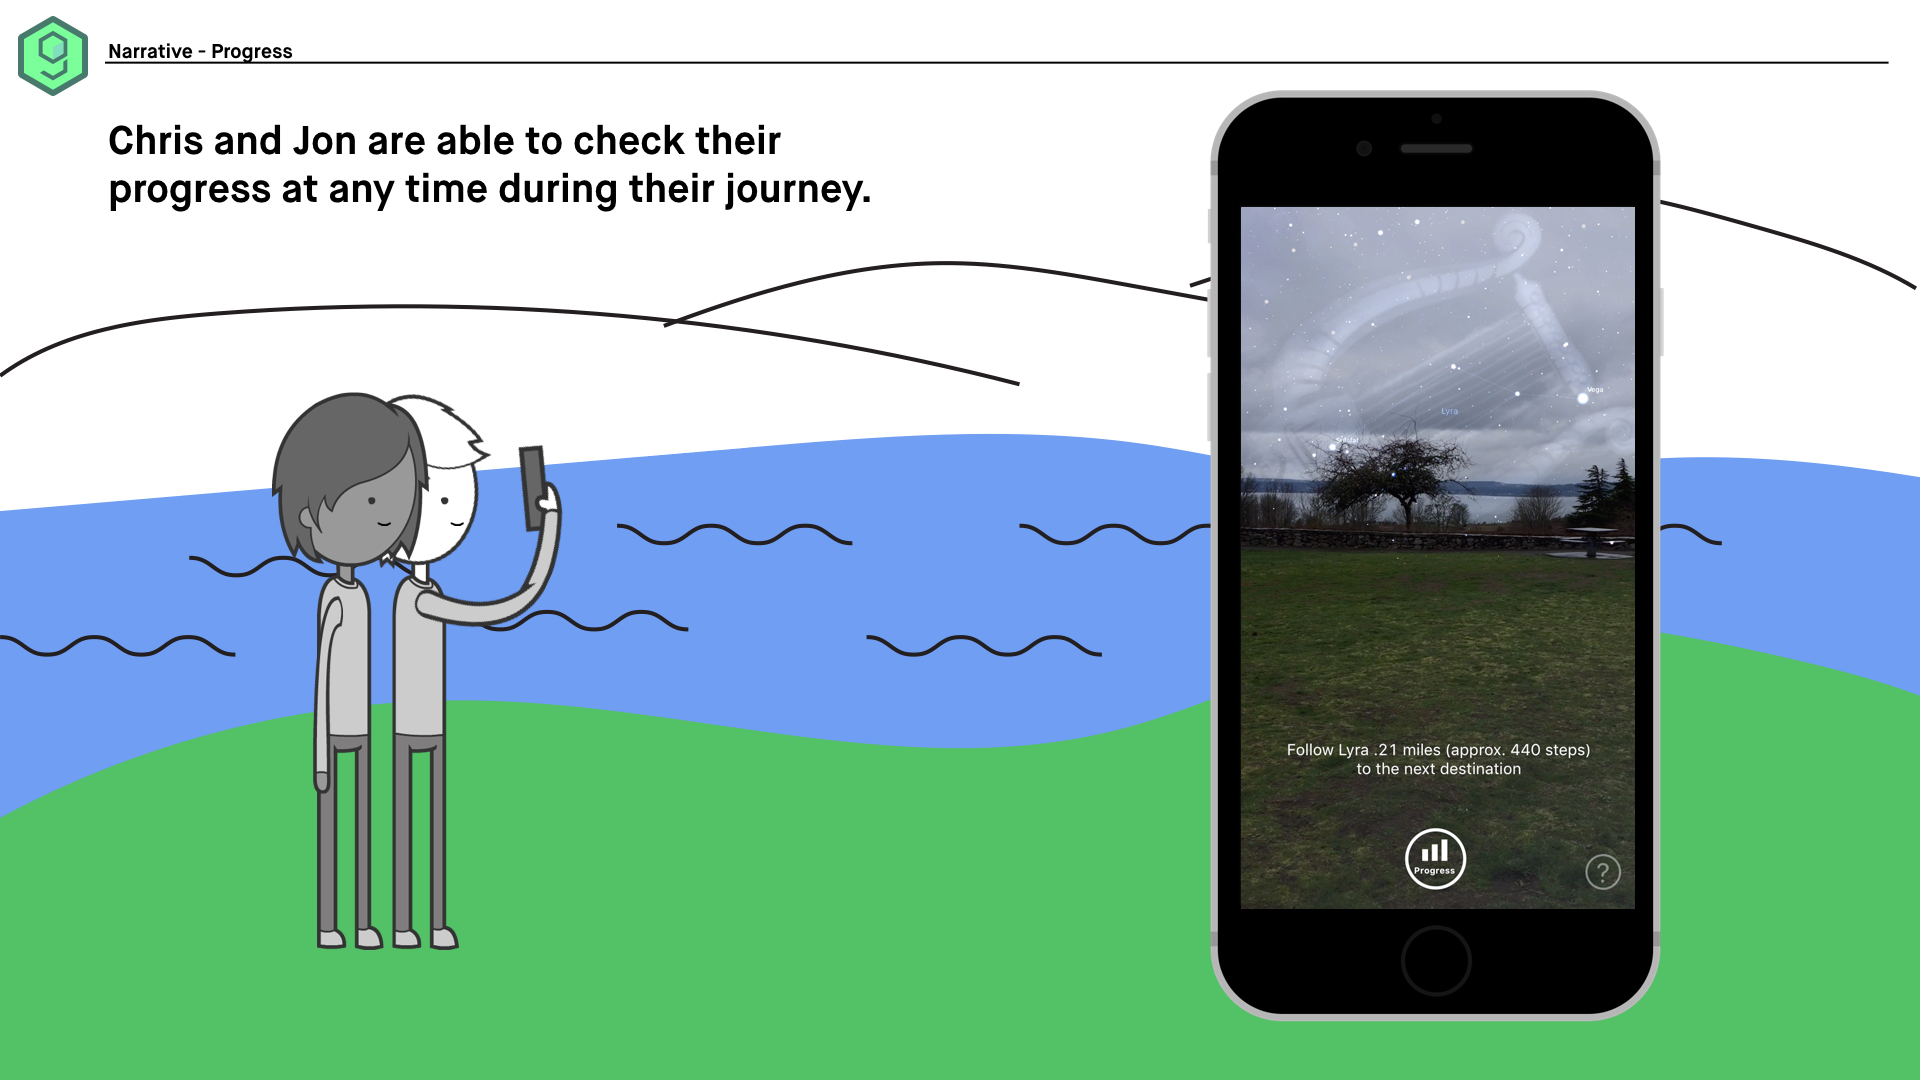 Narrative - Progress
Chris and Jon are able to check their
progress at any time during their journey.
Vega
Lyra
Follow Lyra .21 miles (approx. 440 steps)
to the next destination
Progress
?